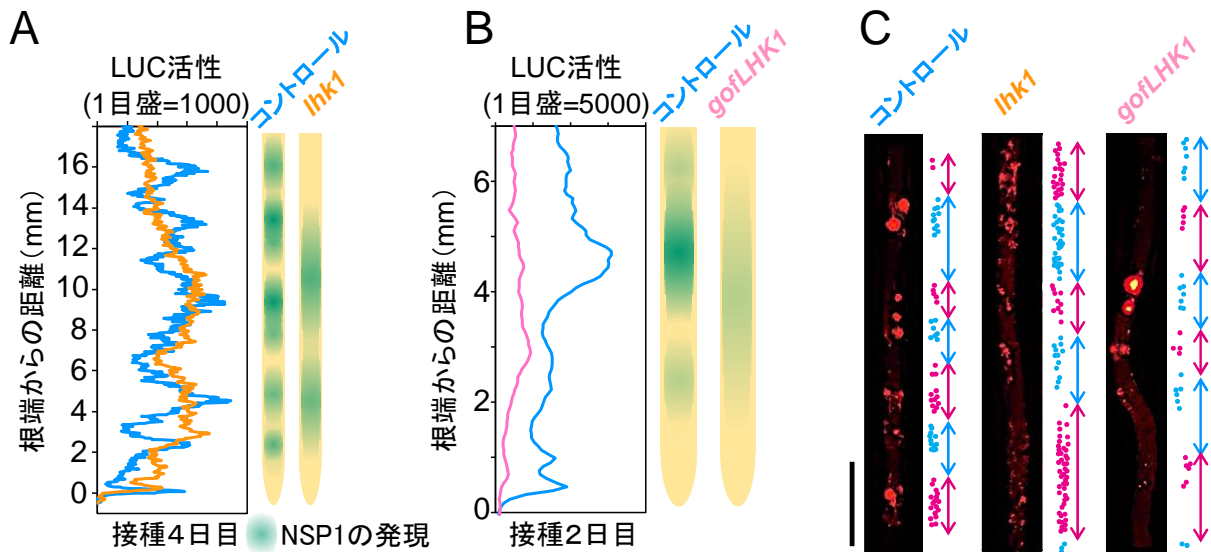 A
LUC活性
(1目盛=1000)
コントロール
lhk1
根端からの距離(mm)
16
14
12
10
8
6
4
2
0
接種4日目
NSP1の発現
B
LUC活性
(1目盛=5000)
コントロール
gofLHK1
根端からの距離(mm)
6
4
2
0
接種2日目
C
コントロール
lhk1
gofLHK1